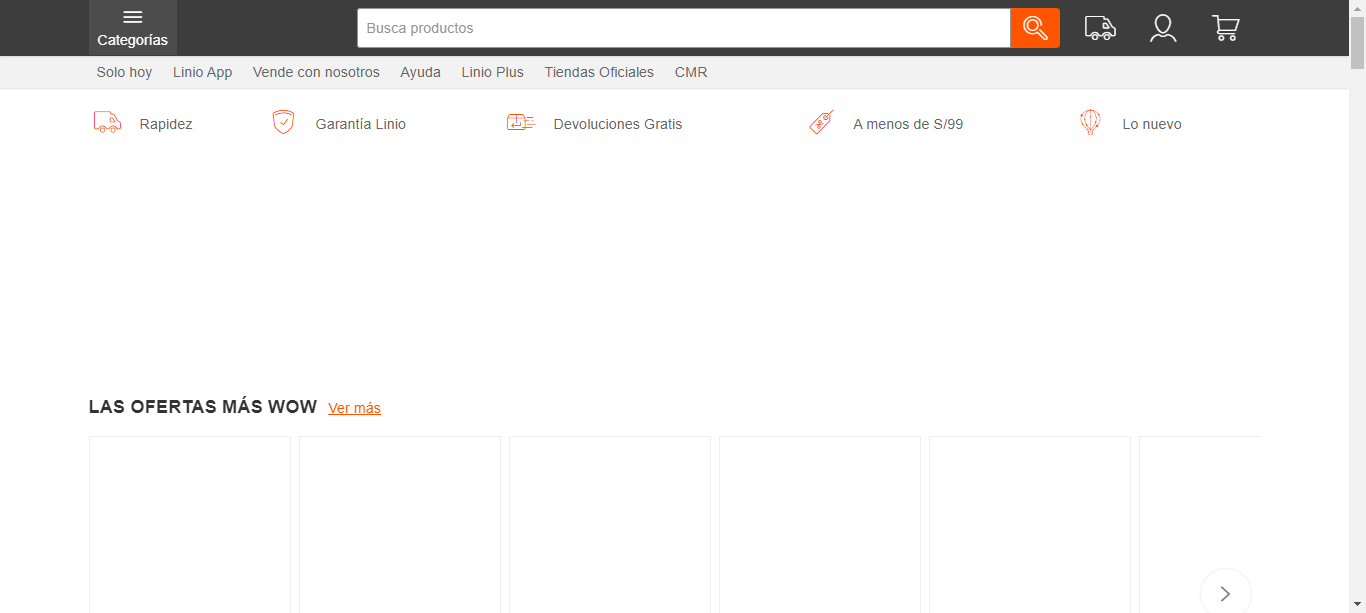 Categorías
Busca productos
Solo hoy Linio App Vende con nosotros Ayuda Linio Plus Tiendas Oficiales CMR
Rapidez Garantía Linio Devoluciones Gratis A menos de S/99 Lo nuevo
LAS OFERTAS MÁS WOW Ver más